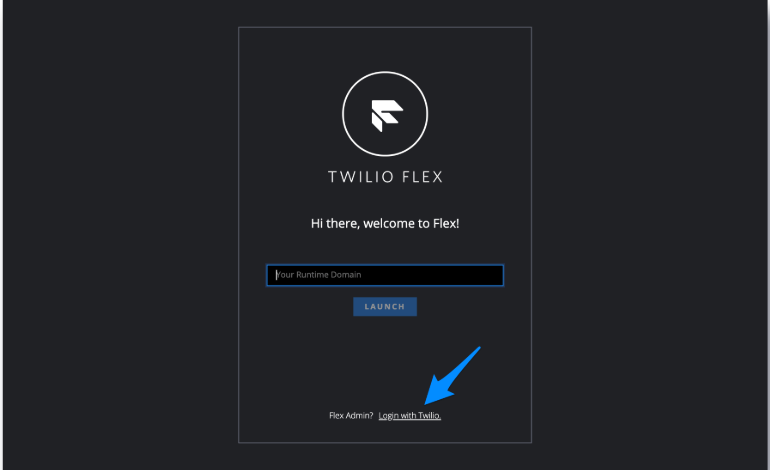 TWILIO FLEX
Hi there, welcome to Flex!
Your Runtime Domain
LAUNCH
Flex Admin? Login with Twilio.